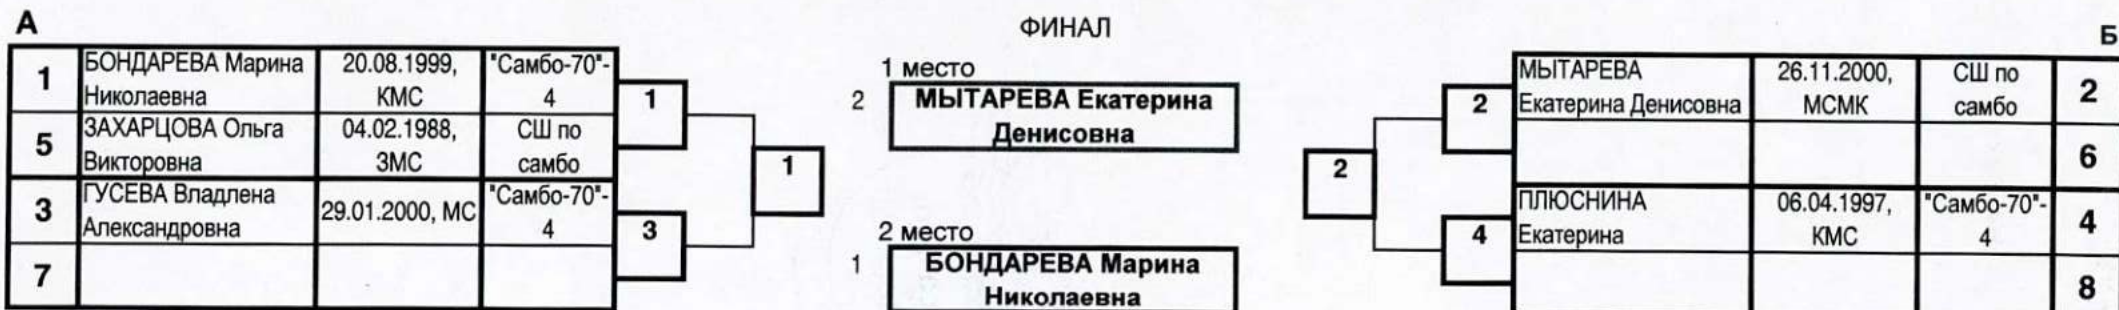 А
ФИНАЛ
Б
1
БОНДАРЕВА Марина
Николаевна
20.08.1999,
КМС
"Самбо-70"-
4
5
ЗАХАРЦОВА Ольга
Викторовна
04.02.1988,
ЗМС
СШ по
самбо
3
ГУСЕВА Владлена
Александровна
29.01.2000, МС
"Самбо-70"-
4
7
1
3
1
1 место
2
МЫТАРЕВА Екатерина
Денисовна
2 место
1
БОНДАРЕВА Марина
Николаевна
2
2
4
МЫТАРЕВА
Екатерина Денисовна
26.11.2000,
МСМК
СШ по
самбо
2
6
ПЛЮСНИНА
Екатерина
06.04.1997,
КМС
"Самбо-70"-
4
4
8